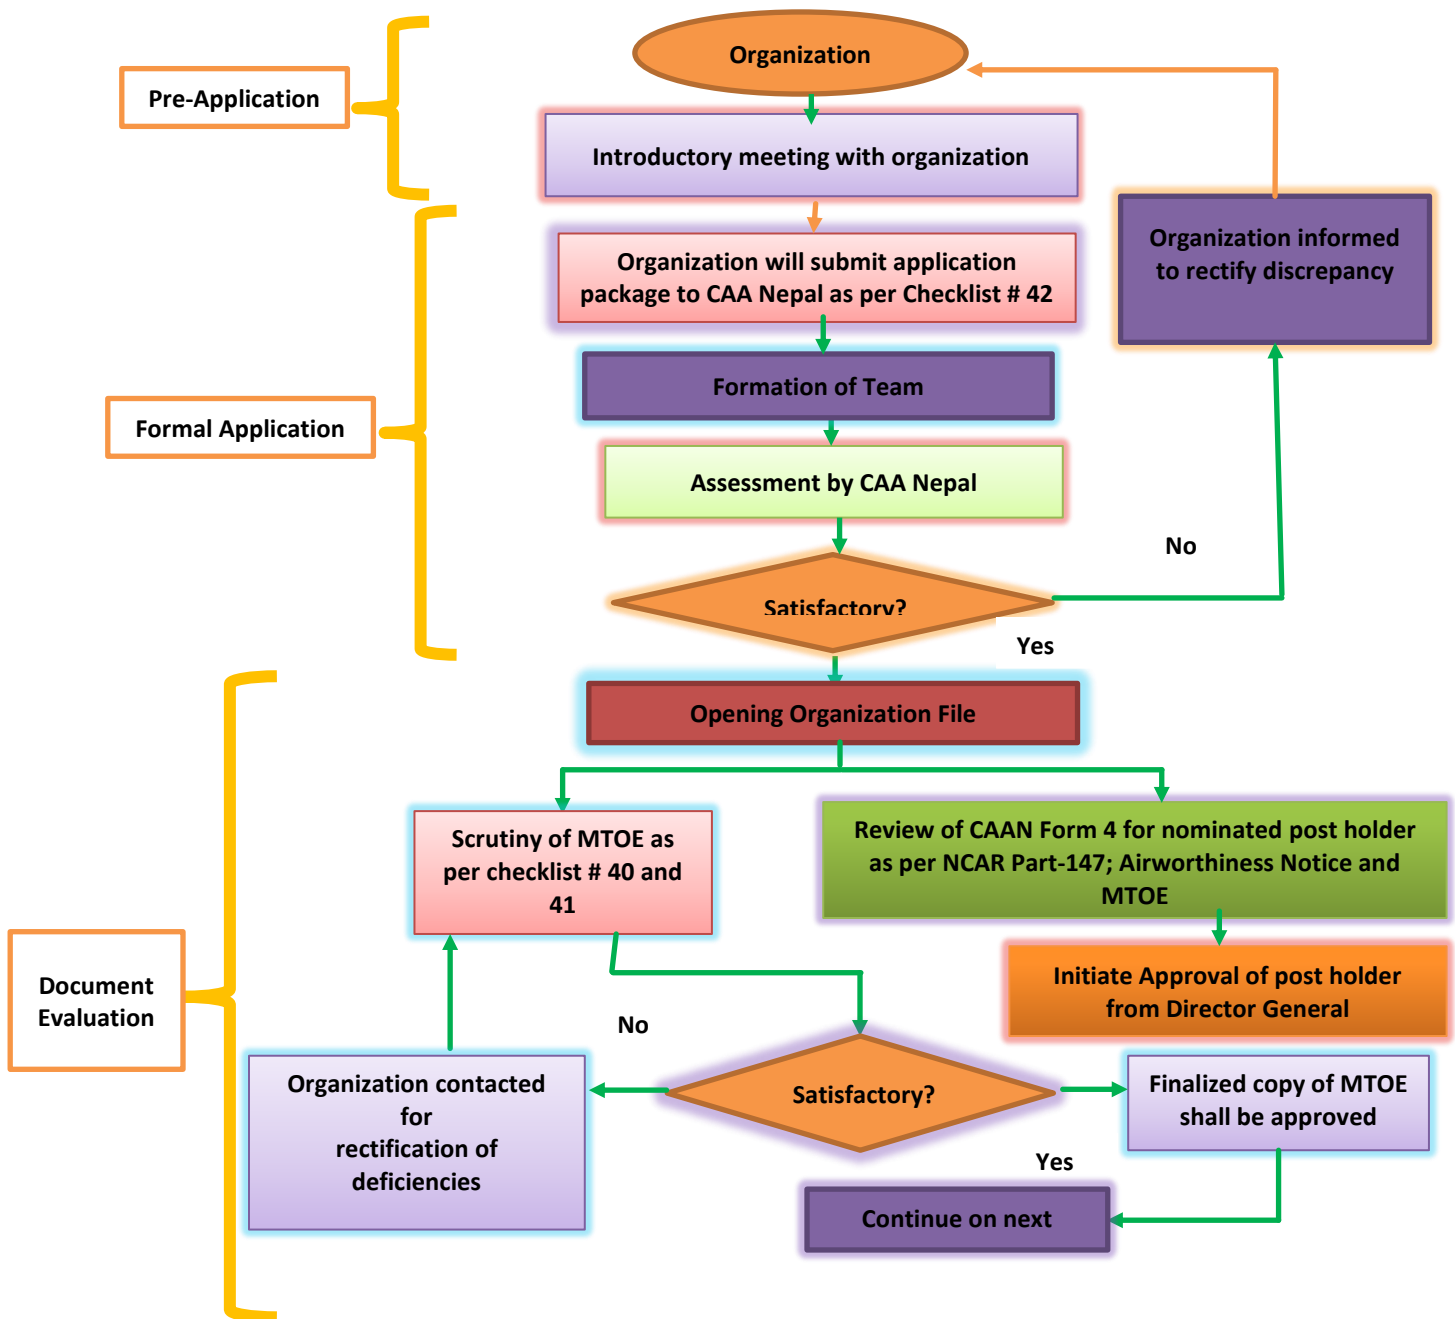 Organization
Pre-Application
Introductory meeting with organization
Organization informed
to rectify discrepancy
Organization will submit application
package to CAA Nepal as per Checklist # 42
Formation of Team
Formal Application
Assessment by CAA Nepal
No
Satisfactory?
Yes
Opening Organization File
Scrutiny of MTOE as
per checklist # 40 and
41
Review of CAAN Form 4 for nominated post holder
as per NCAR Part-147; Airworthiness Notice and
MTOE
Initiate Approval of post holder
from Director General
Document
Evaluation
No
Organization contacted
for
rectification of
deficiencies
Satisfactory?
Finalized copy of MTOE
shall be approved
Yes
Continue on next